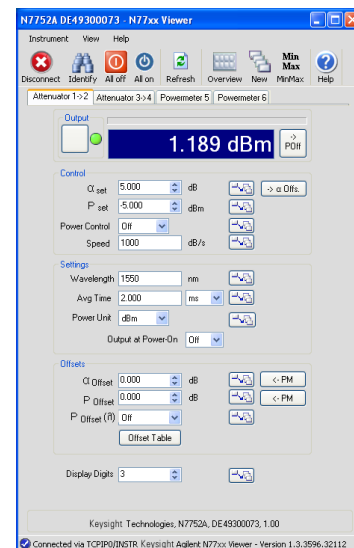 N7752A DE49300073 - N77xx Viewer
Instrument View Help
Disconnect Identify All off All on Refresh Overview New MinMax Help
Min
Max
Attenuator 1->2 Attenuator 3->4 Powermeter 5 Powermeter 6
Output
1.189 dBm
->
POff
Control
α set 5.000 dB -> α Offs.
P set -5.000 dBm
Power Control Off
Speed 1000 dB/s
Settings
Wavelength 1550 nm
Avg Time 2.000 ms
Power Unit dBm
Output at Power-On Off
Offsets
α Offset 0.000 dB <- PM
P Offset 0.000 dB <- PM
P Offset (λ) Off
Offset Table
Display Digits 3
Keysight Technologies, N7752A, DE49300073, 1.00
Connected via TCPIP0/INSTR Keysight Agilent N77xx Viewer - Version 1.3.3596.32112